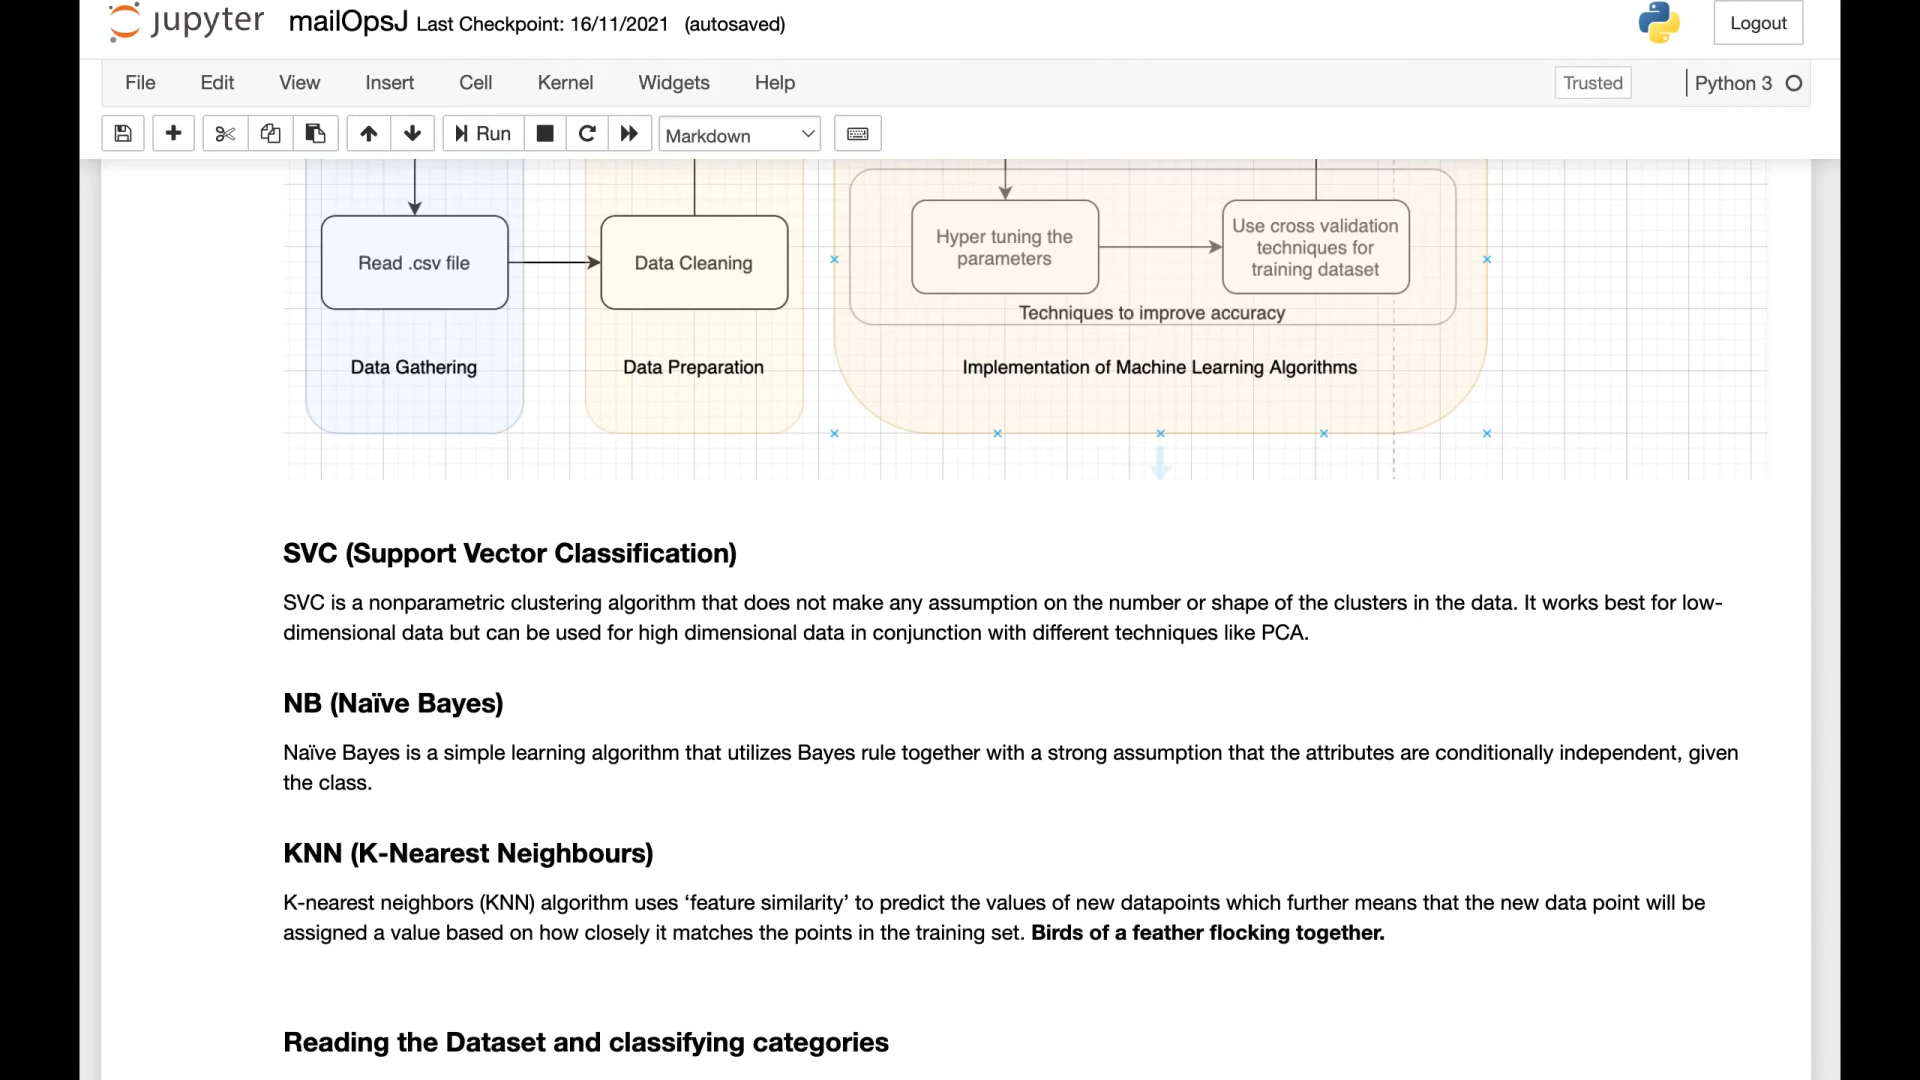 jupyter mailOpsJ Last Checkpoint: 16/11/2021 (autosaved) Logout
File Edit View Insert Cell Kernel Widgets Help Trusted Python 3
Run Markdown
Read .csv file
Data Cleaning
Hyper tuning the
parameters
Use cross validation
techniques for
training dataset
Techniques to improve accuracy
Data Gathering
Data Preparation
Implementation of Machine Learning Algorithms
SVC (Support Vector Classification)
SVC is a nonparametric clustering algorithm that does not make any assumption on the number or shape of the clusters in the data. It works best for low-
dimensional data but can be used for high dimensional data in conjunction with different techniques like PCA.
NB (Naïve Bayes)
Naïve Bayes is a simple learning algorithm that utilizes Bayes rule together with a strong assumption that the attributes are conditionally independent, given
the class.
KNN (K-Nearest Neighbours)
K-nearest neighbors (KNN) algorithm uses ‘feature similarity’ to predict the values of new datapoints which further means that the new data point will be
assigned a value based on how closely it matches the points in the training set. Birds of a feather flocking together.
Reading the Dataset and classifying categories